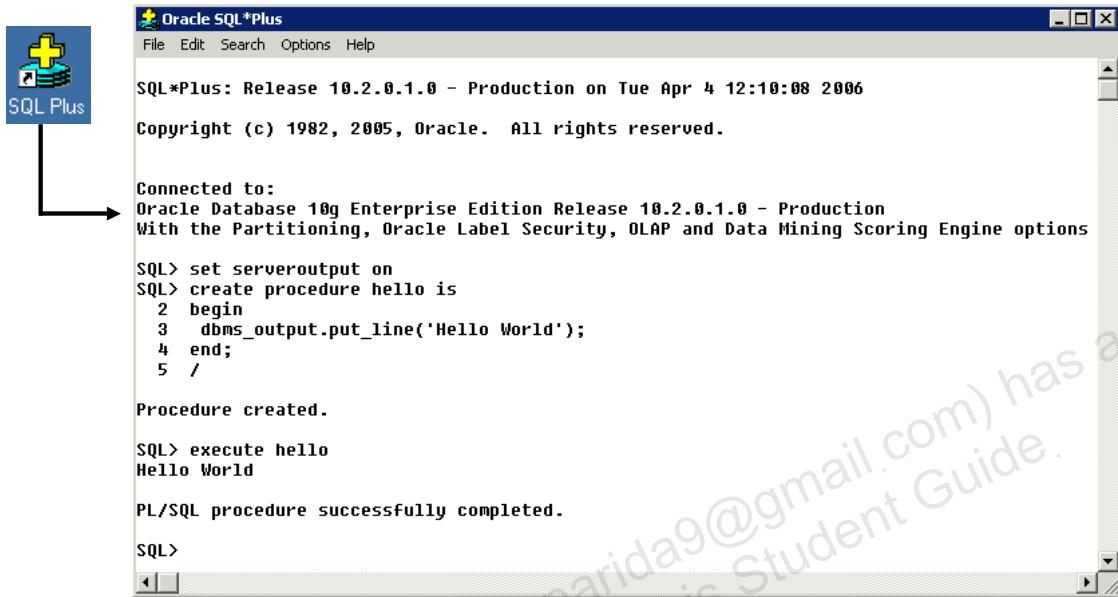 SQL Plus
Oracle SQL*Plus
File Edit Search Options Help
SQL*Plus: Release 10.2.0.1.0 - Production on Tue Apr 4 12:10:08 2006
Copyright (c) 1982, 2005, Oracle.  All rights reserved.
Connected to:
Oracle Database 10g Enterprise Edition Release 10.2.0.1.0 - Production
With the Partitioning, Oracle Label Security, OLAP and Data Mining Scoring Engine options
SQL> set serveroutput on
SQL> create procedure hello is
2 begin
3 dbms_output.put_line('Hello World');
4 end;
5 /
Procedure created.
SQL> execute hello
Hello World
PL/SQL procedure successfully completed.
SQL>
arida9@gmail.com) has a
is Student Guide.